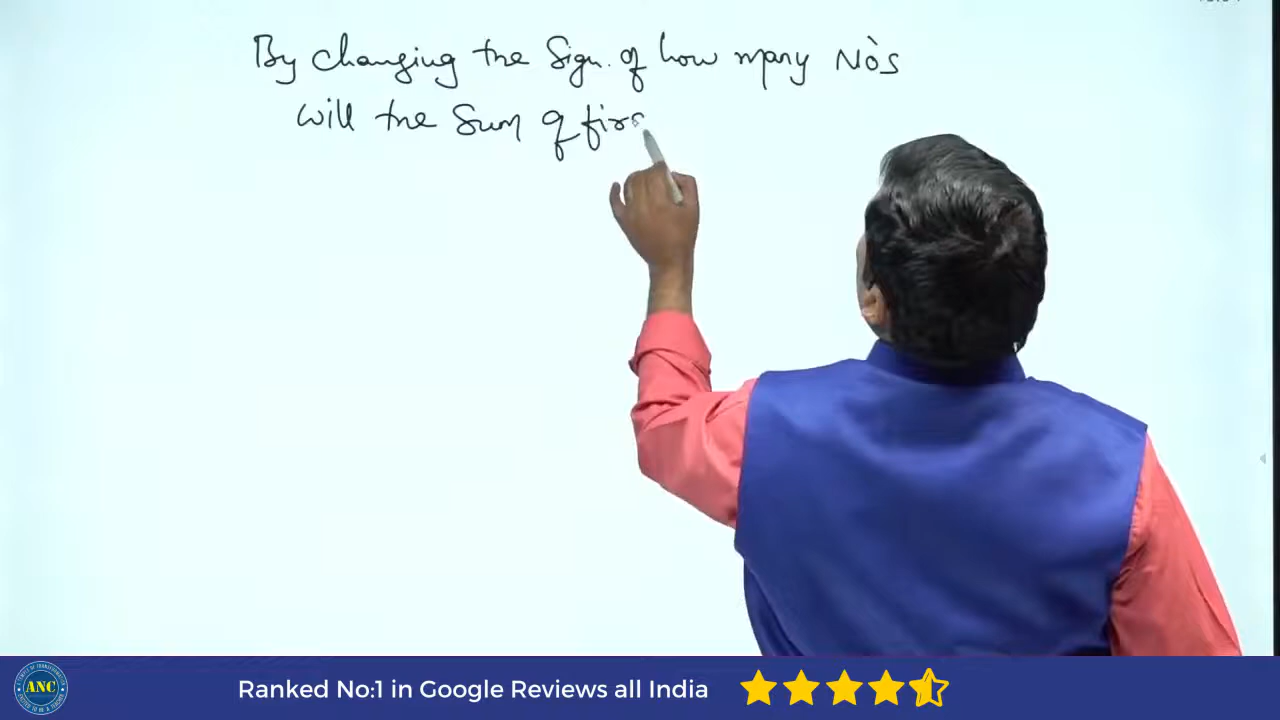 By changing the Sign. of how many No's
will the Sum of firs
ANC
Ranked No:1 in Google Reviews all India